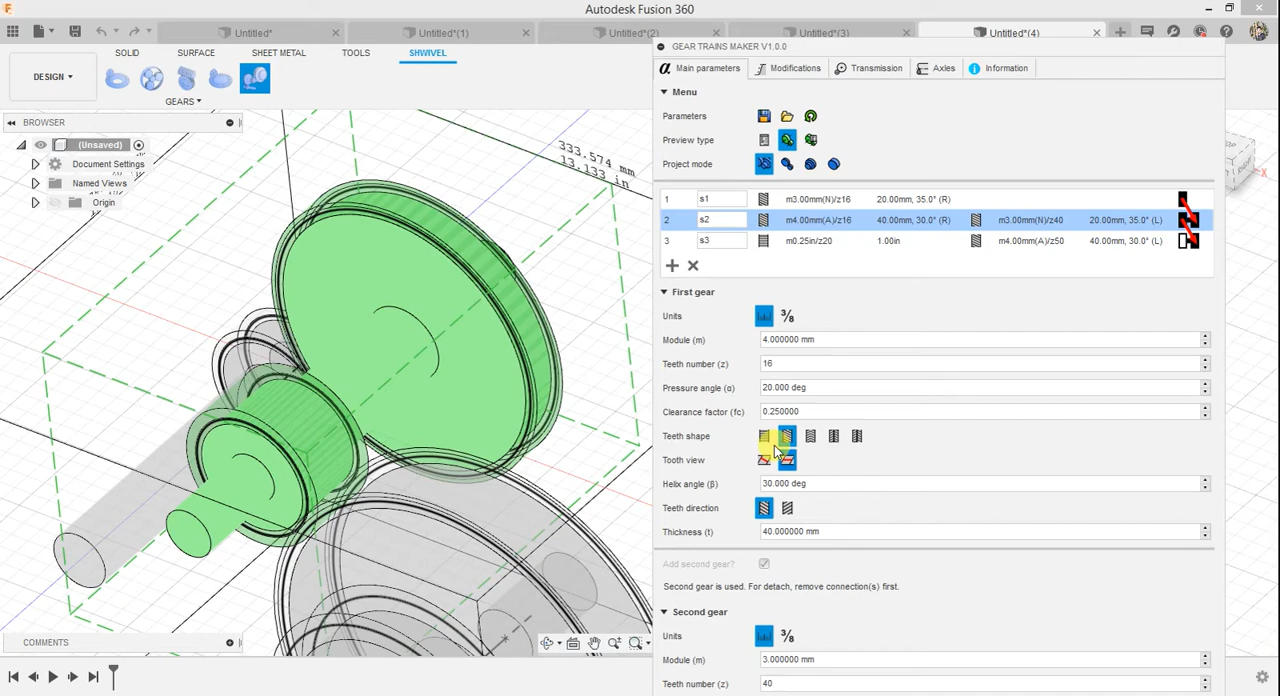 Autodesk Fusion 360
Untitled*
Untitled*(1)
Untitled*(2)
Untitled*(3)
Untitled*(4)
SOLID
SURFACE
SHEET METAL
TOOLS
SHWIVEL
DESIGN
GEARS
BROWSER
(Unsaved)
Document Settings
Named Views
Origin
333.574 mm
13.133 in
GEAR TRAINS MAKER V1.0.0
Main parameters
Modifications
Transmission
Axles
Information
Menu
Parameters
Preview type
Project mode
1 s1 m3.00mm(N)/z16 20.00mm, 35.0° (R)
2 s2 m4.00mm(A)/z16 40.00mm, 30.0° (R) m3.00mm(N)/z40 20.00mm, 35.0° (L)
3 s3 m0.25in/z20 1.00in m4.00mm(A)/z50 40.00mm, 30.0° (L)
First gear
Units 3/8
Module (m) 4.000000 mm
Teeth number (z) 16
Pressure angle (α) 20.000 deg
Clearance factor (fc) 0.250000
Teeth shape
Tooth view
Helix angle (β) 30.000 deg
Teeth direction
Thickness (t) 40.000000 mm
Add second gear?
Second gear is used. For detach, remove connection(s) first.
Second gear
Units 3/8
Module (m) 3.000000 mm
Teeth number (z) 40
COMMENTS
X